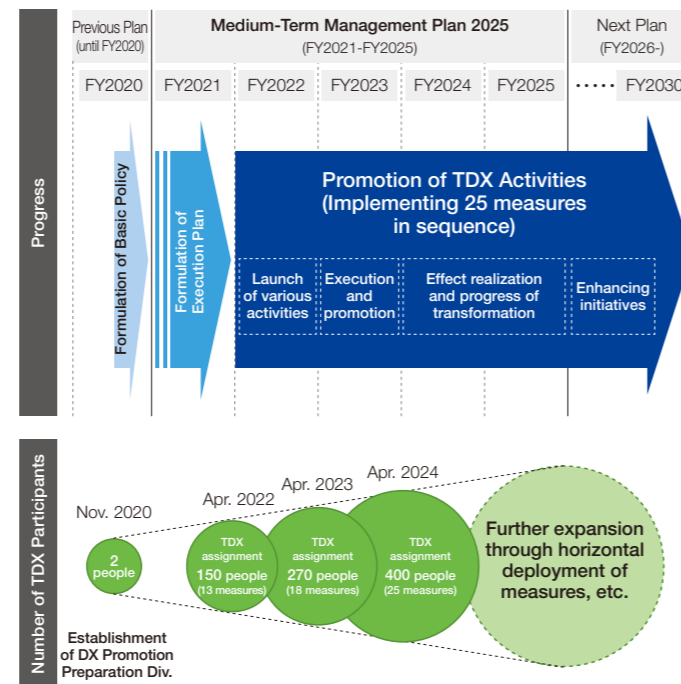 Previous Plan
(until FY2020)
Medium-Term Management Plan 2025
(FY2021-FY2025)
Next Plan
(FY2026-)
FY2020
FY2021
FY2022
FY2023
FY2024
FY2025
•••••
FY2030
Progress
Formulation of Basic Policy
Formulation of
Execution Plan
Promotion of TDX Activities
(Implementing 25 measures
in sequence)
Launch
of various
activities
Execution
and
promotion
Effect realization
and progress of
transformation
Enhancing
initiatives
Number of TDX Participants
Nov. 2020
2
people
Establishment
of DX Promotion
Preparation Div.
Apr. 2022
TDX
assignment
150 people
(13 measures)
Apr. 2023
TDX
assignment
270 people
(18 measures)
Apr. 2024
TDX
assignment
400 people
(25 measures)
Further expansion
through horizontal
deployment of
measures, etc.